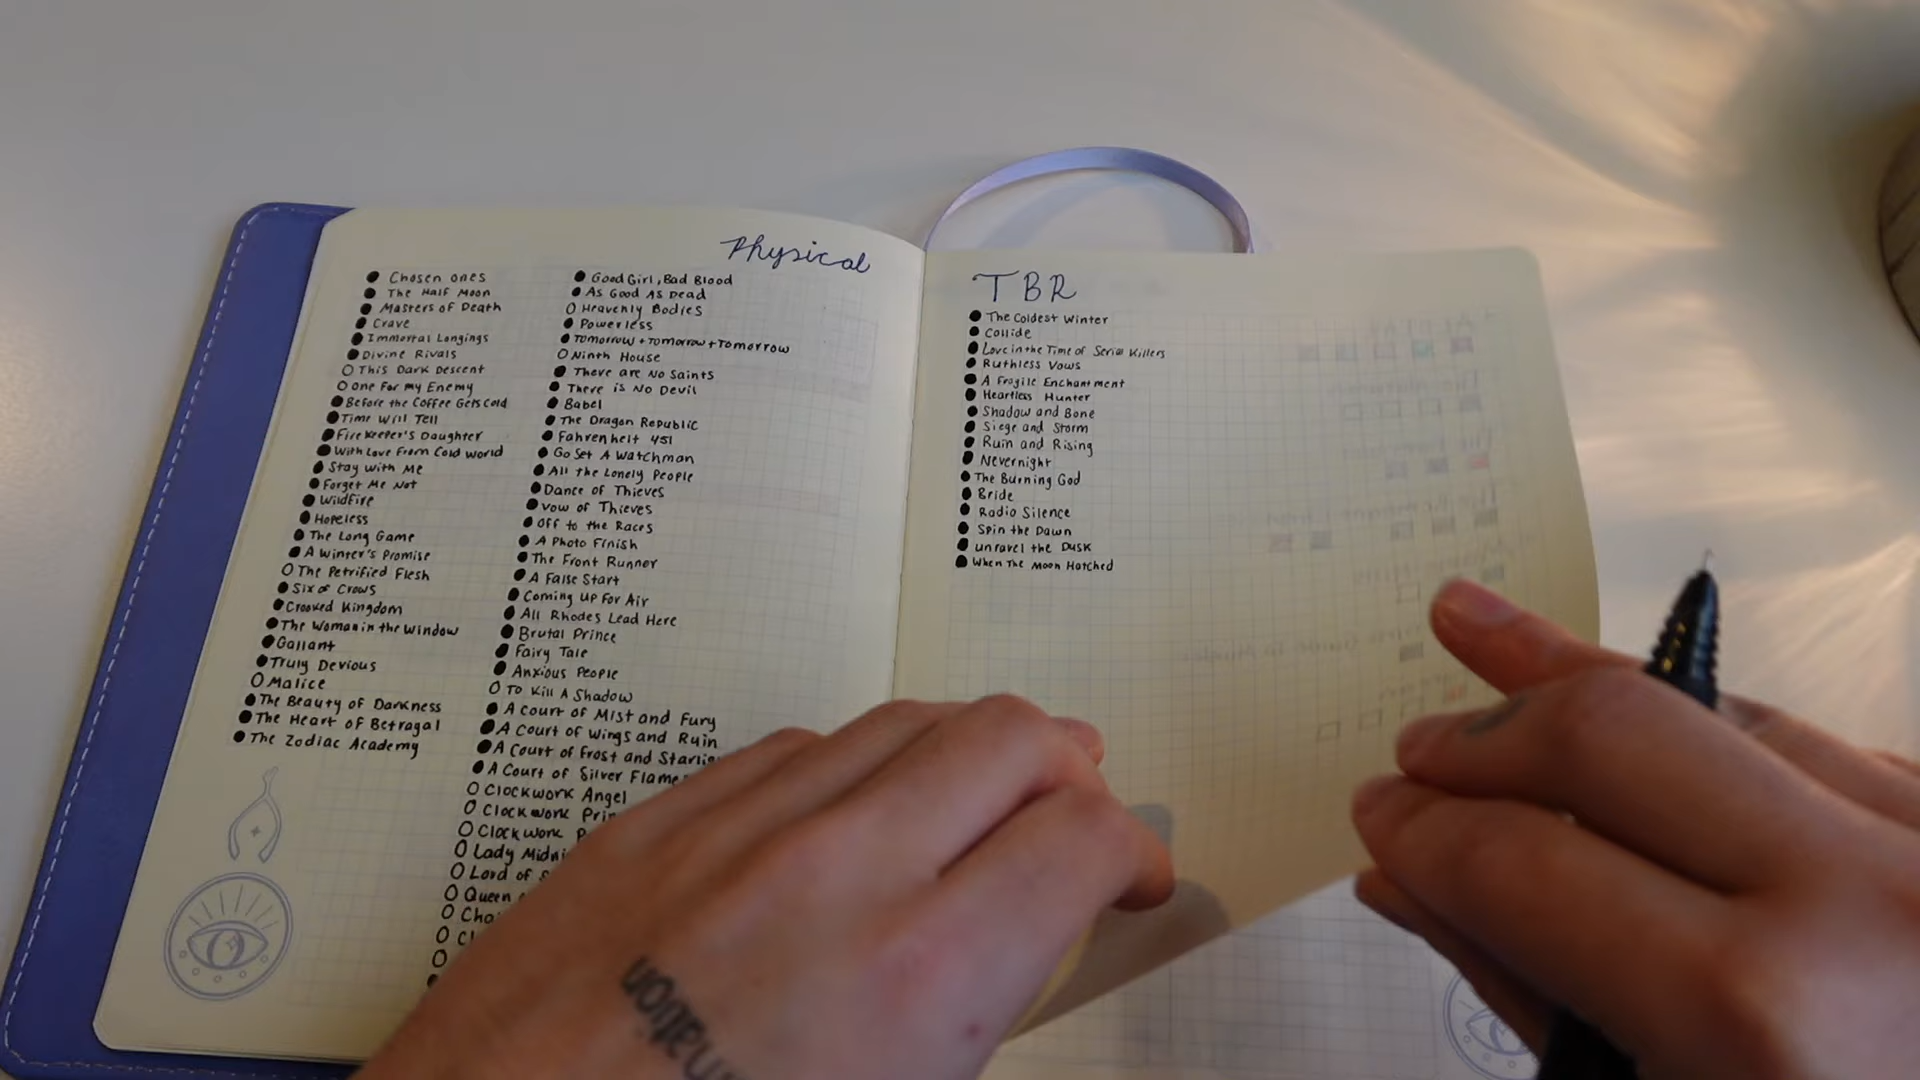 Physical
Chosen ones
The Half Moon
Masters of Death
Crave
Immortal Longings
Divine Rivals
This Dark Descent
One For my Enemy
Before the Coffee Gets Cold
Time Will Tell
Firekeeper's Daughter
With Love From Cold World
Stay With Me
Forget Me Not
Wildfire
Hopeless
The Long Game
A Winter's Promise
The Petrified Flesh
Six of Crows
Crooked Kingdom
The Woman in the Window
Gallant
Truly Devious
Malice
The Beauty of Darkness
The Heart of Betragal
The Zodiac Academy
Good Girl, Bad Blood
As Good As Dead
Heavenly Bodies
Powerless
Tomorrow + Tomorrow + Tomorrow
Ninth House
There are No Saints
There is No Devil
Babel
The Dragon Republic
Fahrenheit 451
Go Set A Watchman
All the Lonely People
Dance of Thieves
Vow of Thieves
Off to the Races
A Photo Finish
The Front Runner
A False Start
Coming Up For Air
All Rhodes Lead Here
Brutal Prince
Fairy Tale
Anxious People
To Kill A Shadow
A Court of Mist and Fury
A Court of Wings and Ruin
A Court of Frost and
A Court of Silver
Clockwork Angel
Clockwork
Clockwork
Lady
Lord of
Queen
TBR
The Coldest Winter
Collide
Love in the Time of Serial Killers
Ruthless Vows
A Fragile Enchantment
Heartless Hunter
Shadow and Bone
Siege and Storm
Ruin and Rising
Nevernight
The Burning God
Bride
Radio Silence
Spin the Dawn
Unravel the Dusk
When The Moon Hatched